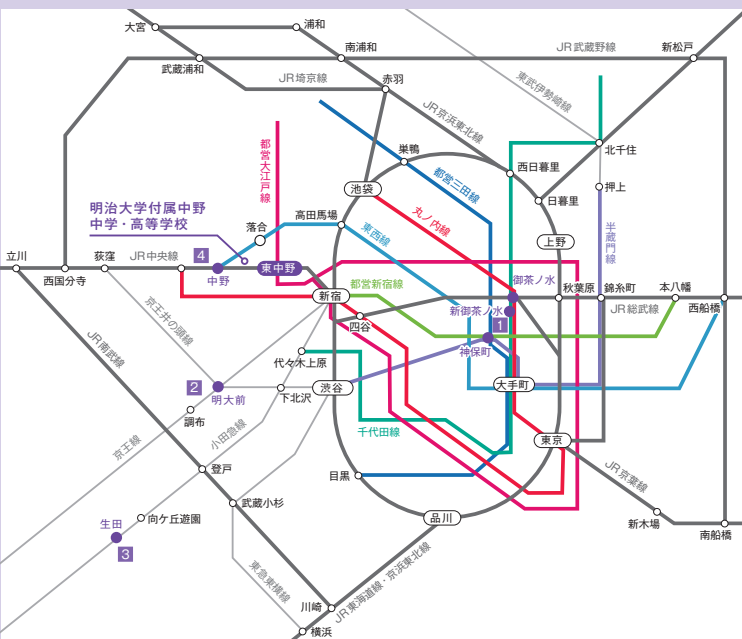 大宮
浦和
武蔵浦和
南浦和
JR武蔵野線
新松戸
JR埼京線
赤羽
東武伊勢崎線
JR京浜東北線
都営大江戸線
巣鴨
西日暮里
北千住
池袋
都営三田線
日暮里
押上
明治大学付属中野
中学・高等学校
落合
高田馬場
東西線
丸ノ内線
上野
半蔵門線
立川
西国分寺
荻窪
JR中央線
4
中野
東中野
新宿
都営新宿線
御茶ノ水
秋葉原
錦糸町
本八幡
JR総武線
西船橋
新御茶ノ水
1
四谷
神保町
京王井の頭線
JR南武線
代々木上原
2
明大前
下北沢
渋谷
大手町
調布
京王線
小田急線
千代田線
東京
登戸
目黒
JR京葉線
武蔵小杉
生田
向ケ丘遊園
3
品川
新木場
南船橋
東急東横線
川崎
JR東海道線・京浜東北線
横浜